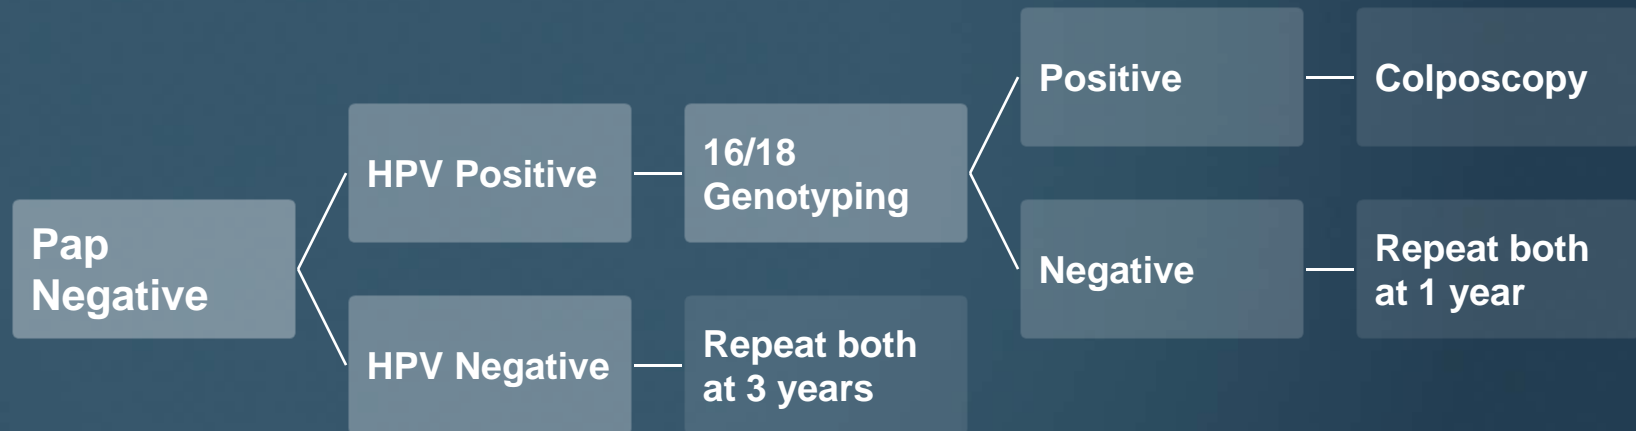 Pap
Negative
HPV Positive
16/18
Genotyping
Positive
Colposcopy
Negative
Repeat both
at 1 year
HPV Negative
Repeat both
at 3 years